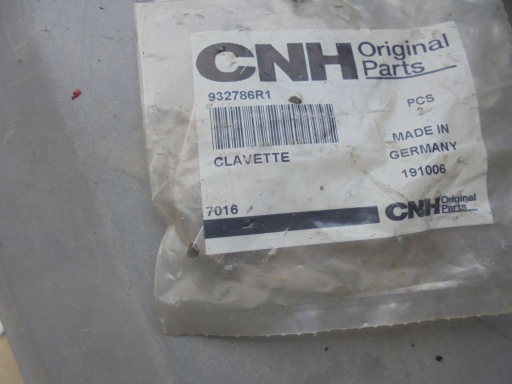 CNH Original Parts
932786R1
PCS
2
MADE IN
GERMANY
CLAVETTE
191006
7016
CNH Original Parts